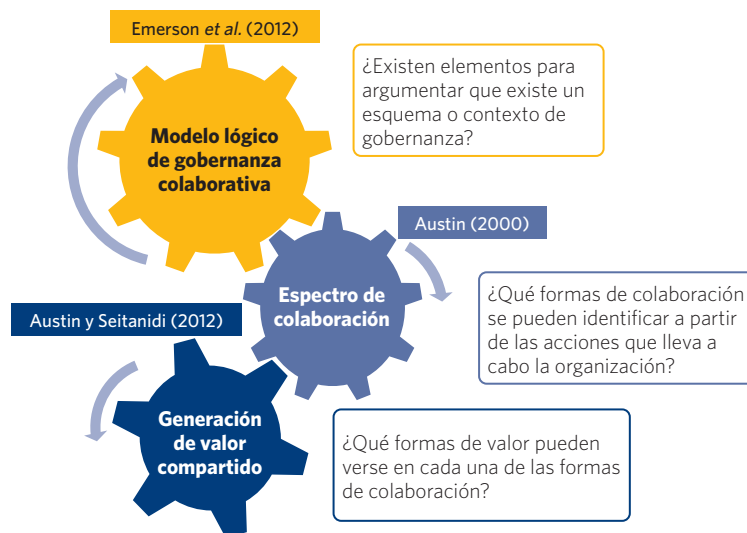 Emerson et al. (2012)
¿Existen elementos para
argumentar que existe un
esquema o contexto de
gobernanza?
Modelo lógico
de gobernanza
colaborativa
Austin (2000)
Espectro de
colaboración
¿Qué formas de colaboración
se pueden identificar a partir
de las acciones que lleva a
cabo la organización?
Austin y Seitanidi (2012)
Generación
de valor
compartido
¿Qué formas de valor pueden
verse en cada una de las formas
de colaboración?